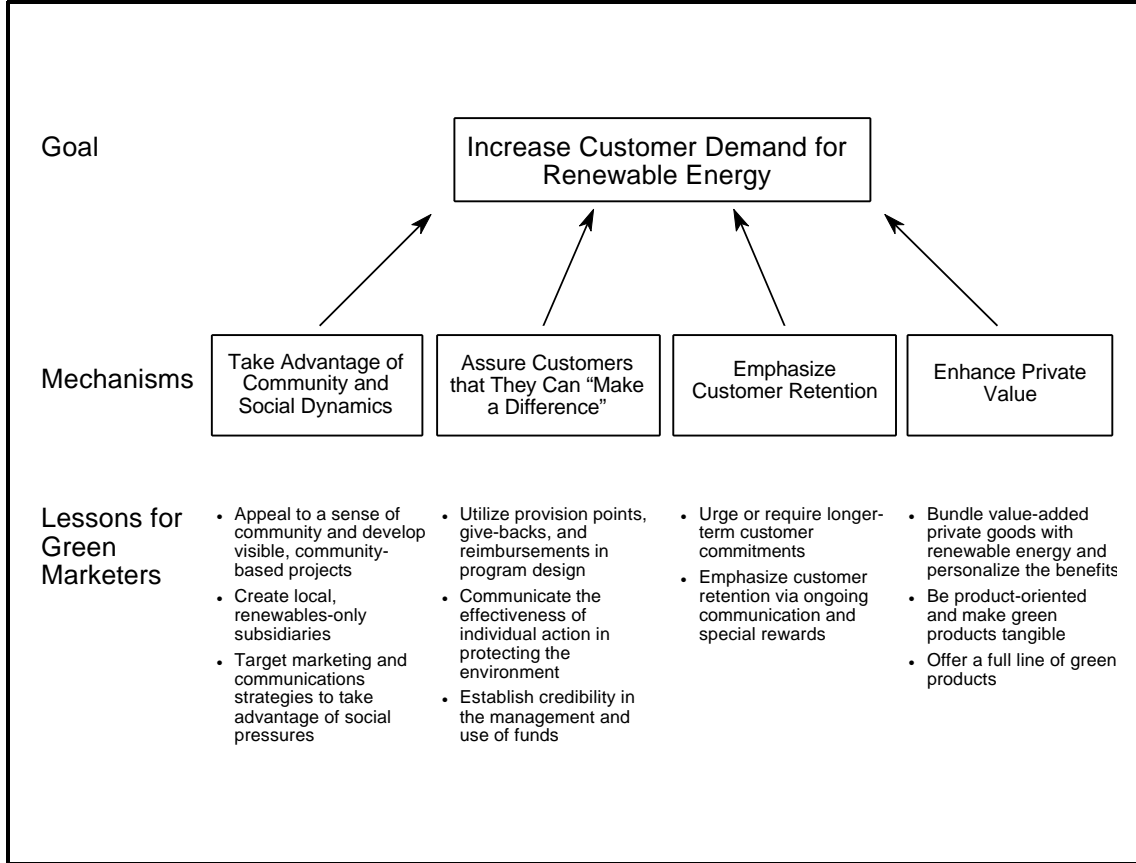 Goal
Increase Customer Demand for
Renewable Energy
Mechanisms
Take Advantage of
Community and
Social Dynamics
Assure Customers
that They Can “Make
a Difference”
Emphasize
Customer Retention
Enhance Private
Value
Lessons for
Green
Marketers
• Appeal to a sense of
community and develop
visible, community-
based projects
• Create local,
renewables-only
subsidiaries
• Target marketing and
communications
strategies to take
advantage of social
pressures
• Utilize provision points,
give-backs, and
reimbursements in
program design
• Communicate the
effectiveness of
individual action in
protecting the
environment
• Establish credibility in
the management and
use of funds
• Urge or require longer-
term customer
commitments
• Emphasize customer
retention via ongoing
communication and
special rewards
• Bundle value-added
private goods with
renewable energy and
personalize the benefits
• Be product-oriented
and make green
products tangible
• Offer a full line of green
products